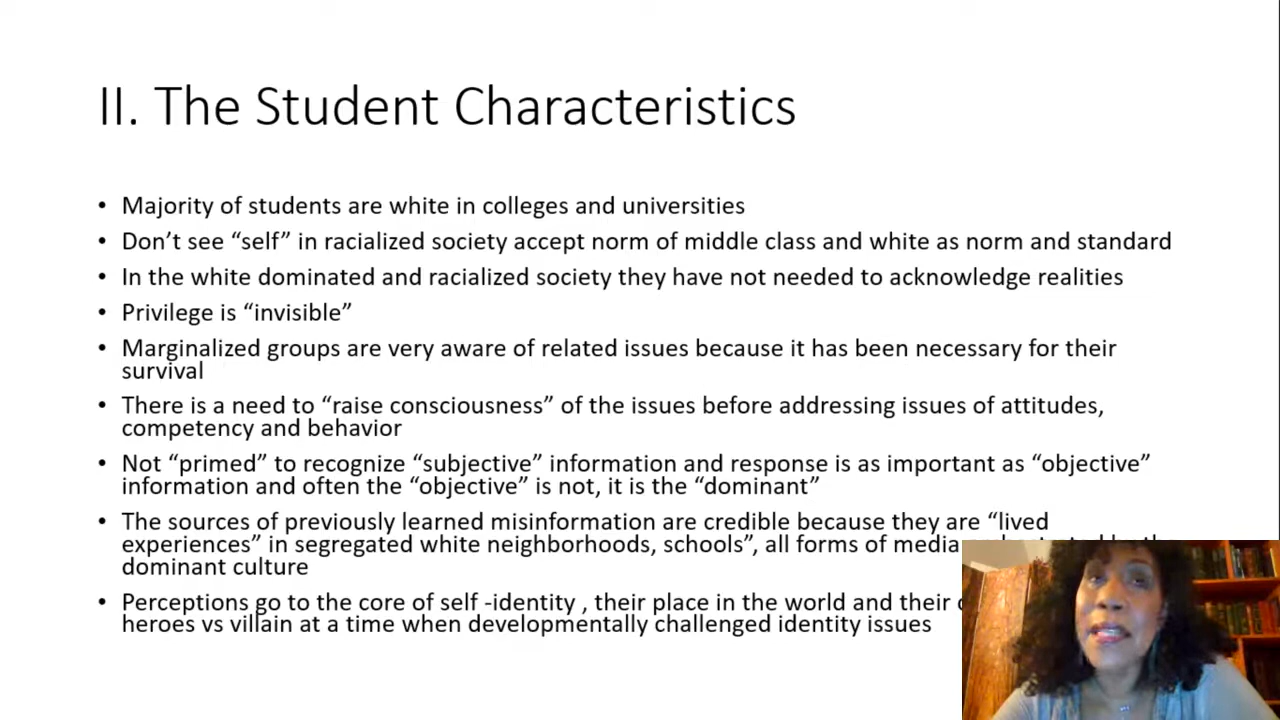 II. The Student Characteristics
• Majority of students are white in colleges and universities
• Don’t see “self” in racialized society accept norm of middle class and white as norm and standard
• In the white dominated and racialized society they have not needed to acknowledge realities
• Privilege is “invisible”
• Marginalized groups are very aware of related issues because it has been necessary for their
survival
• There is a need to “raise consciousness” of the issues before addressing issues of attitudes,
competency and behavior
• Not “primed” to recognize “subjective” information and response is as important as “objective”
information and often the “objective” is not, it is the “dominant”
• The sources of previously learned misinformation are credible because they are “lived
experiences” in segregated white neighborhoods, schools”, all forms of media
dominant culture
• Perceptions go to the core of self -identity , their place in the world and their
heroes vs villain at a time when developmentally challenged identity issues